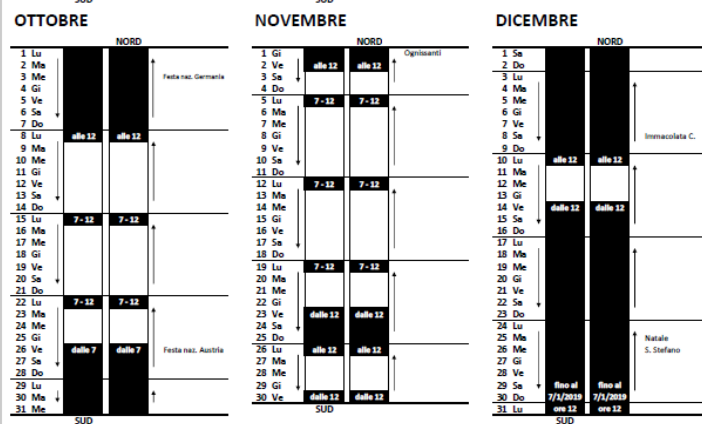 SUD
SUD
OTTOBRE
NORD
1 Lu
2 Ma
3 Me Festa naz. Germania
4 Gi
5 Ve
6 Sa
7 Do
8 Lu alle 12 alle 12
9 Ma
10 Me
11 Gi
12 Ve
13 Sa
14 Do
15 Lu 7 - 12 7 - 12
16 Ma
17 Me
18 Gi
19 Ve
20 Sa
21 Do
22 Lu 7 - 12 7 - 12
23 Ma
24 Me
25 Gi
26 Ve dalle 7 dalle 7 Festa naz. Austria
27 Sa
28 Do
29 Lu
30 Ma
31 Me
SUD
NOVEMBRE
NORD
1 Gi Ognissanti
2 Ve alle 12 alle 12
3 Sa
4 Do
5 Lu 7 - 12 7 - 12
6 Ma
7 Me
8 Gi
9 Ve
10 Sa
11 Do
12 Lu 7 - 12 7 - 12
13 Ma
14 Me
15 Gi
16 Ve
17 Sa
18 Do
19 Lu 7 - 12 7 - 12
20 Ma
21 Me
22 Gi
23 Ve dalle 12 dalle 12
24 Sa
25 Do
26 Lu alle 12 alle 12
27 Ma
28 Me
29 Gi
30 Ve dalle 12 dalle 12
SUD
DICEMBRE
NORD
1 Sa
2 Do
3 Lu
4 Ma
5 Me
6 Gi
7 Ve
8 Sa Immacolata C.
9 Do
10 Lu alle 12 alle 12
11 Ma
12 Me
13 Gi
14 Ve dalle 12 dalle 12
15 Sa
16 Do
17 Lu
18 Ma
19 Me
20 Gi
21 Ve
22 Sa
23 Do
24 Lu
25 Ma Natale
26 Me S. Stefano
27 Gi
28 Ve
29 Sa fino al fino al
30 Do 7/1/2019 7/1/2019
31 Lu ore 12 ore 12
SUD